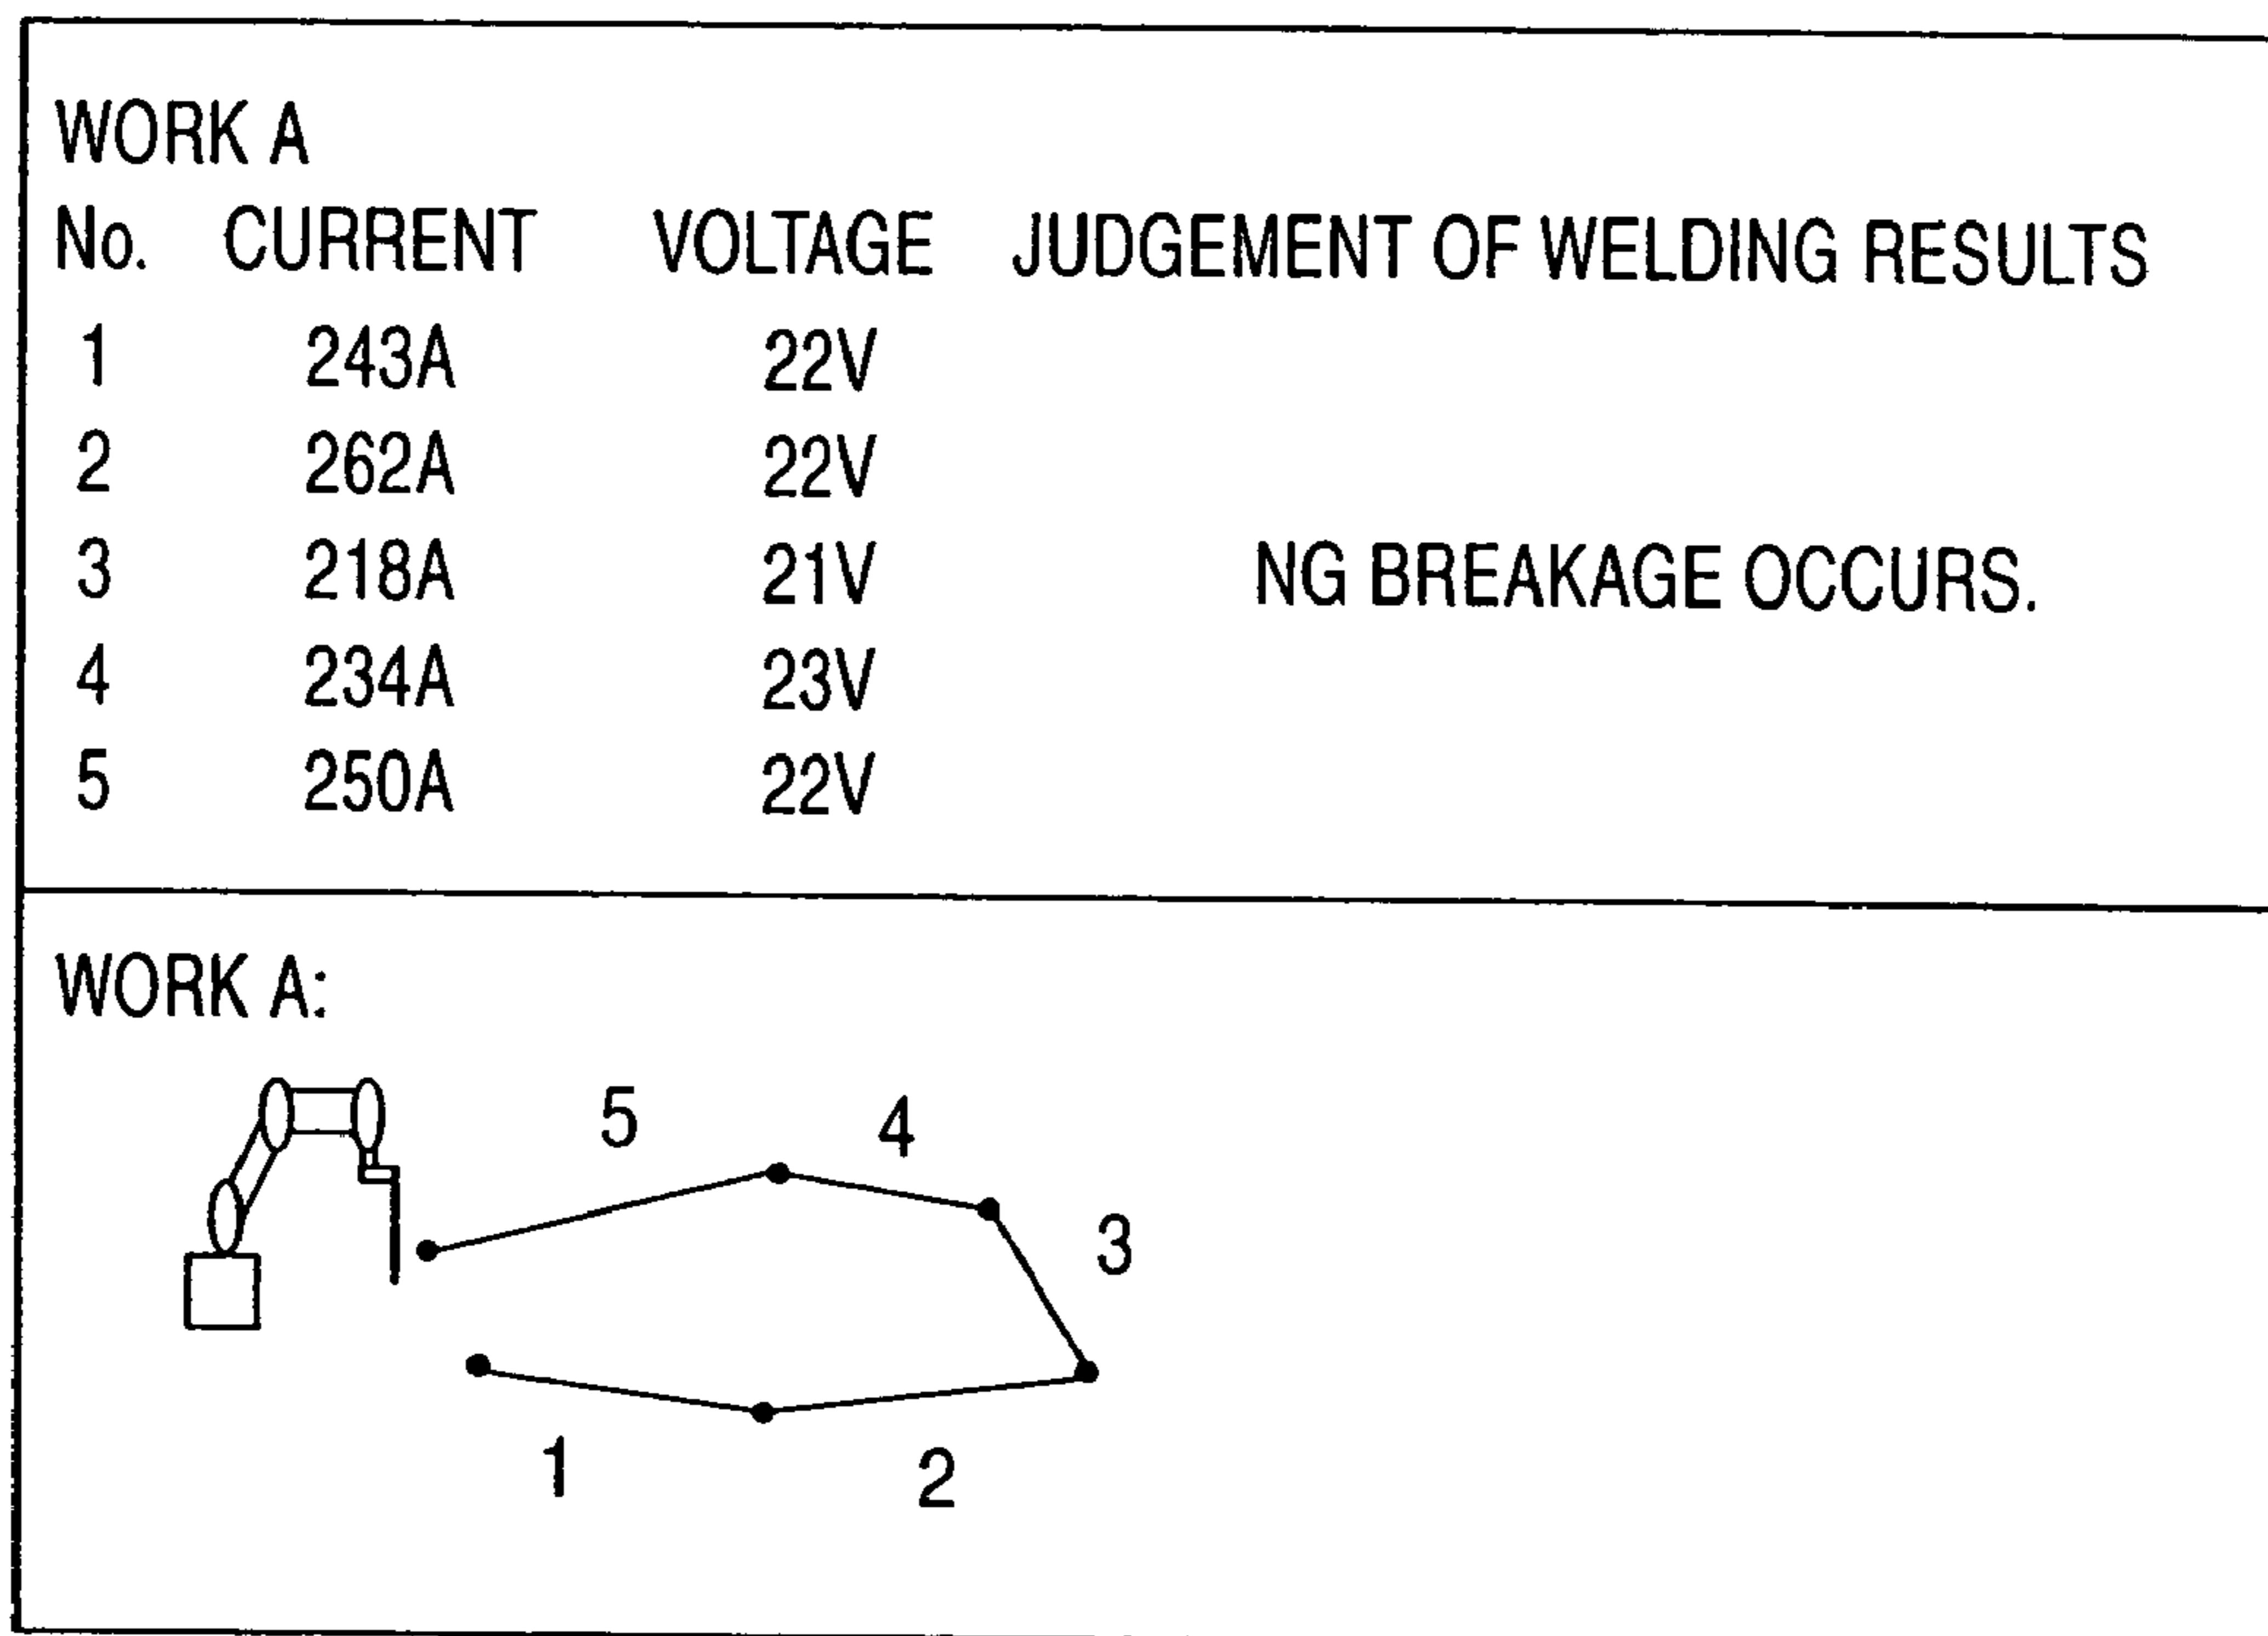 WORK A
No. CURRENT VOLTAGE JUDGEMENT OF WELDING RESULTS
1 243A 22V
2 262A 22V
3 218A 21V NG BREAKAGE OCCURS.
4 234A 23V
5 250A 22V
WORK A:
5 4
3
1 2